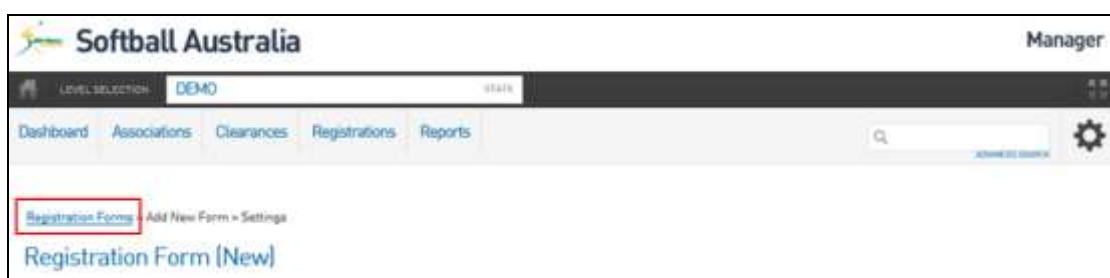 Softball Australia
Manager
LEVEL SELECTION DEMO STATE
Dashboard Associations Clearances Registrations Reports
ADVANCED SEARCH
Registration Forms » Add New Form » Settings
Registration Form (New)